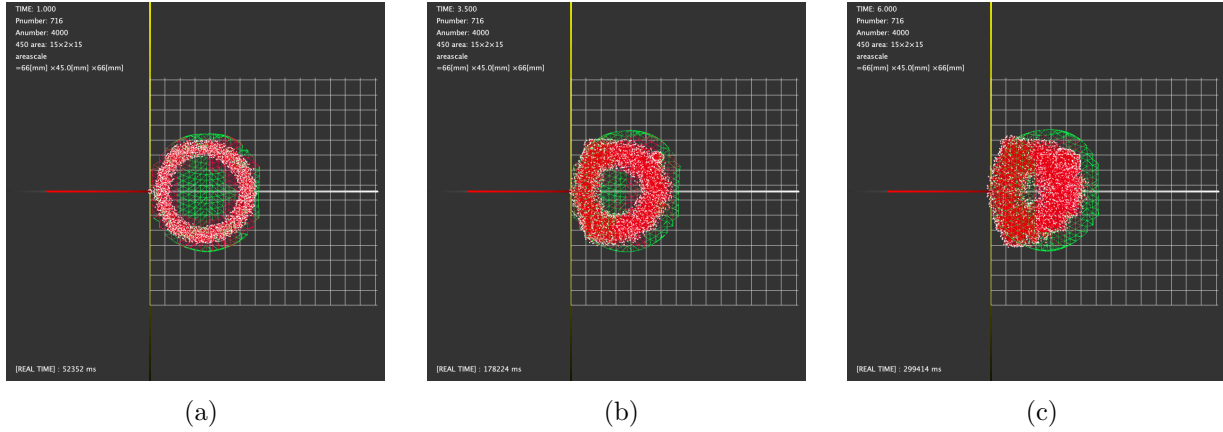 TIME: 1.000
Pnumber: 716
Anumber: 4000
450 area: 15×2×15
areascale
=66[mm] ×45.0[mm] ×66[mm]
[REAL TIME] : 52352 ms
(a)
TIME: 3.500
Pnumber: 716
Anumber: 4000
450 area: 15×2×15
areascale
=66[mm] ×45.0[mm] ×66[mm]
[REAL TIME] : 178224 ms
(b)
TIME: 6.000
Pnumber: 716
Anumber: 4000
450 area: 15×2×15
areascale
=66[mm] ×45.0[mm] ×66[mm]
[REAL TIME] : 299414 ms
(c)